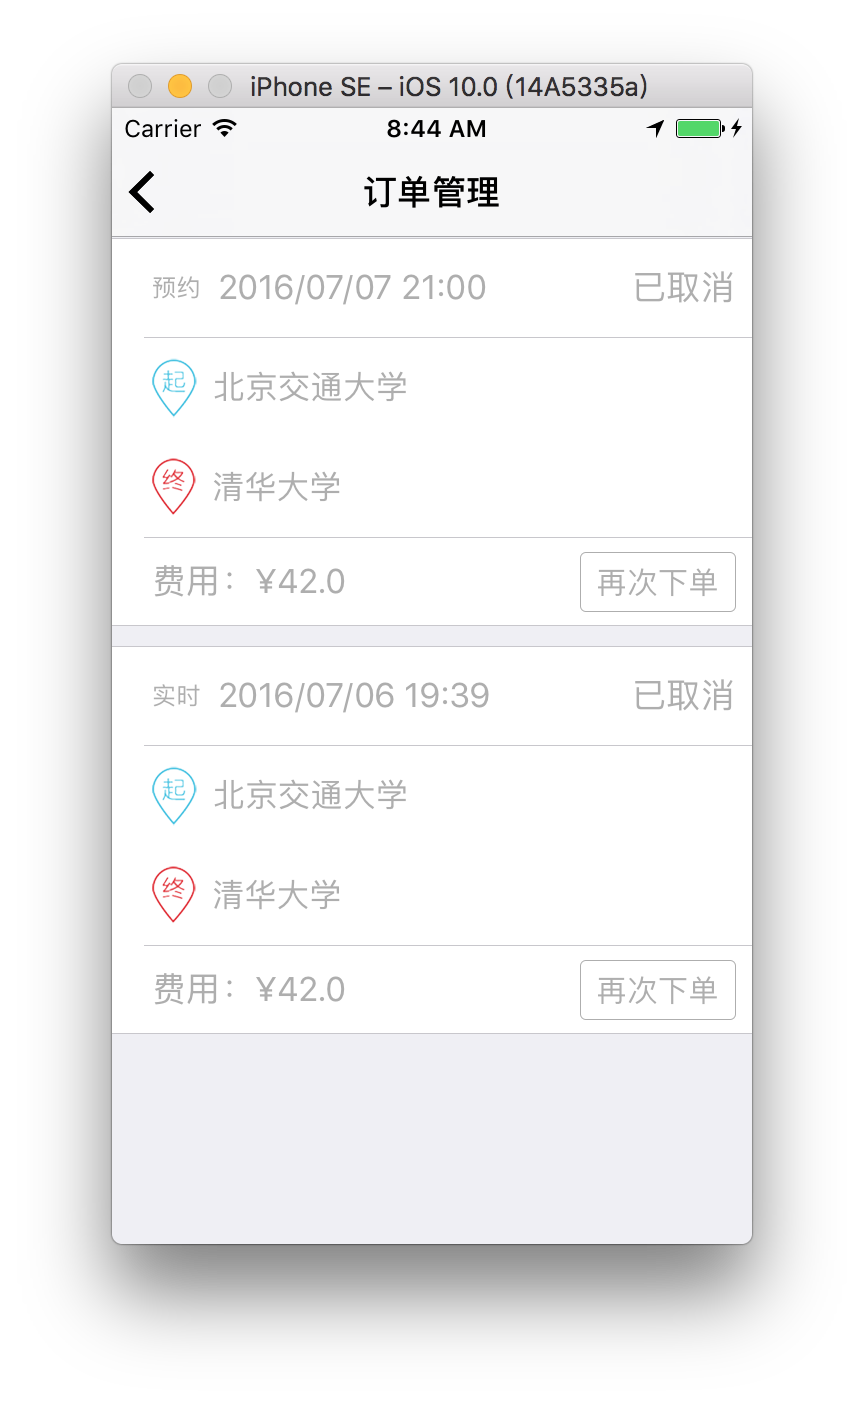 iPhone SE – iOS 10.0 (14A5335a)
Carrier 8:44 AM
订单管理
预约 2016/07/07 21:00 已取消
起 北京交通大学
终 清华大学
费用：¥42.0 再次下单
实时 2016/07/06 19:39 已取消
起 北京交通大学
终 清华大学
费用：¥42.0 再次下单